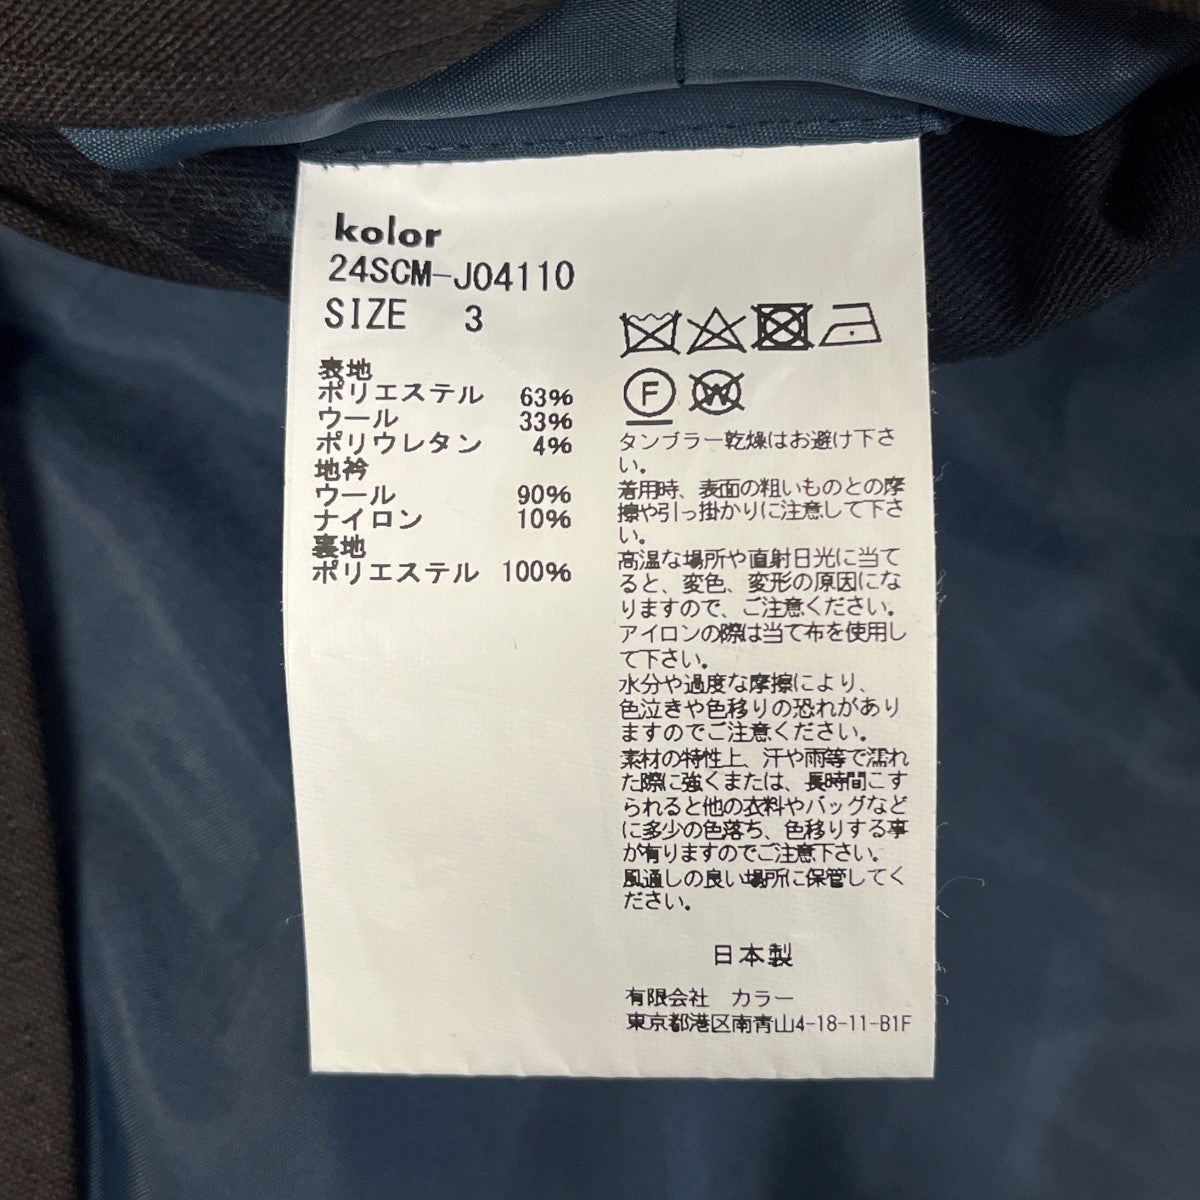 kolor
24SCM-J04110
SIZE 3
表地
ポリエステル 63%
ウール 33%
ポリウレタン 4%
地衿
ウール 90%
ナイロン 10%
裏地
ポリエステル 100%
F
W
タンブラー乾燥はお避け下さ
い。
着用時、表面の粗いものとの摩
擦や引っ掛かりに注意して下さ
い。
高温な場所や直射日光に当て
ると、変色、変形の原因にな
りますので、ご注意ください。
アイロンの際は当て布を使用し
て下さい。
水分や過度な摩擦により、
色泣きや色移りの恐れがあり
ますのでご注意ください。
素材の特性上、汗や雨等で濡れ
た際に強くまたは、長時間こす
られると他の衣料やバッグなど
に多少の色落ち、色移りする事
が有りますのでご注意下さい。
風通しの良い場所に保管してく
ださい。
日本製
有限会社 カラー
東京都港区南青山4-18-11-B1F